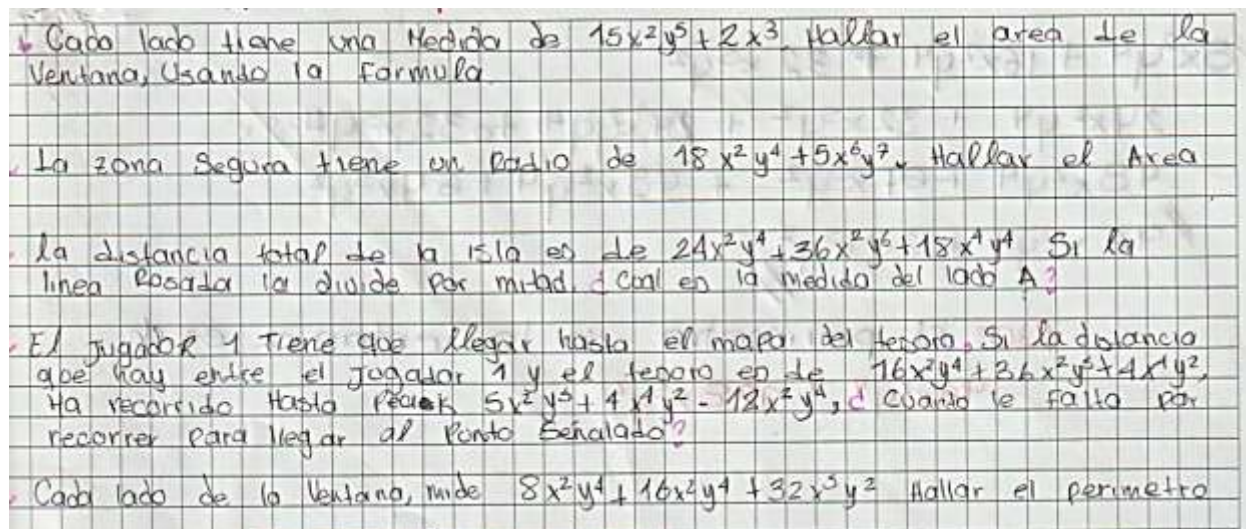 Cada lado tiene una Medida de 15x²y⁵ + 2x³. Hallar el area de la
Ventana, Usando la formula
La zona Segura tiene un Radio de 18x²y⁴ + 5x⁶y⁷. Hallar el Area
la distancia total de la isla es de 24x²y⁴ + 36x²y⁶ + 18x⁴y⁴ Si la
linea Rosada la divide por mitad ¿cual es la medida del lado A?
El Jugador 1 Tiene que llegar hasta el mapa del tesoro. Si la distancia
que hay entre el Jugador 1 y el tesoro es de 16x²y⁴ + 36x²y⁵ + 4x⁴y²,
Ha recorrido Hasta 5x²y⁵ + 4x⁴y² - 12x²y⁴, ¿ Cuanto le falta por
recorrer para llegar al Punto Señalado?
Cada lado de la Ventana, mide 8x²y⁴ + 16x²y⁴ + 32x³y² Hallar el perimetro